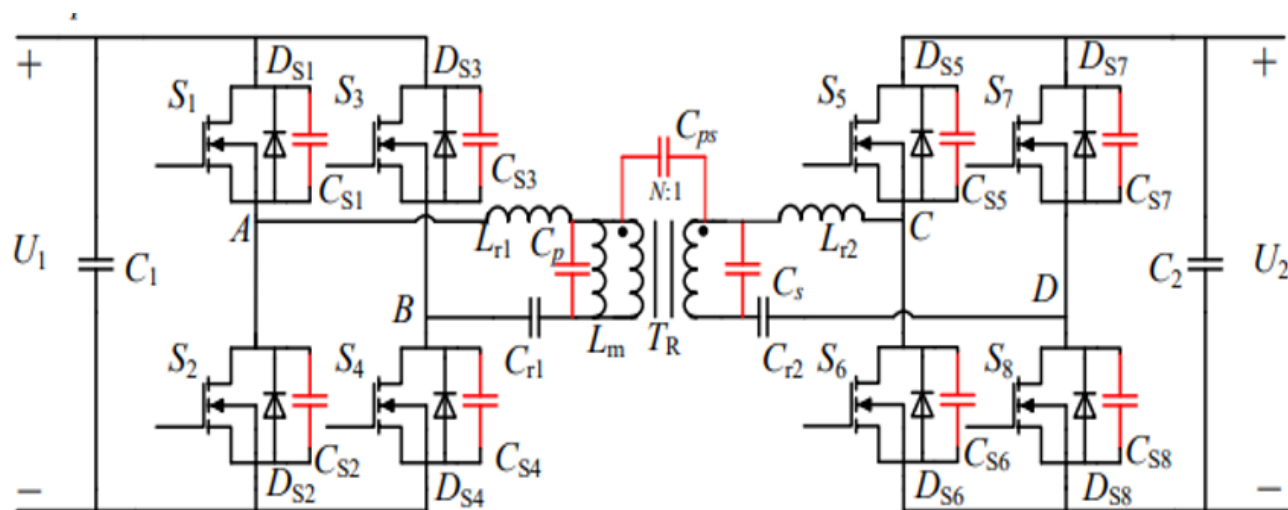 D_S1 D_S3 D_S5 D_S7
+ + +
S_1 S_3 C_ps S_5 S_7
C_S1 C_S3 N:1 C_S5 C_S7
A L_r1 C_p L_r2 C
U_1 C_1 C_s C_2 U_2
B D
C_r1 L_m T_R C_r2
S_2 S_4 S_6 S_8
C_S2 C_S4 C_S6 C_S8
− D_S2 D_S4 D_S6 D_S8 −